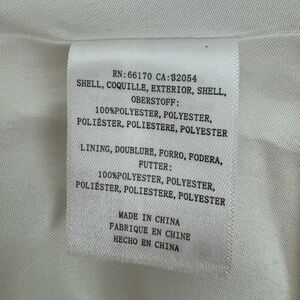 RN:66170 CA:32054
SHELL, COQUILLE, EXTERIOR, SHELL,
OBERSTOFF:
100%POLYESTER, POLYESTER,
POLIÉSTER, POLIESTERE, POLYESTER
LINING, DOUBLURE, FORRO, FODERA,
FUTTER:
100%POLYESTER, POLYESTER,
POLIÉSTER, POLIESTERE, POLYESTER
MADE IN CHINA
FABRIQUE EN CHINE
HECHO EN CHINA